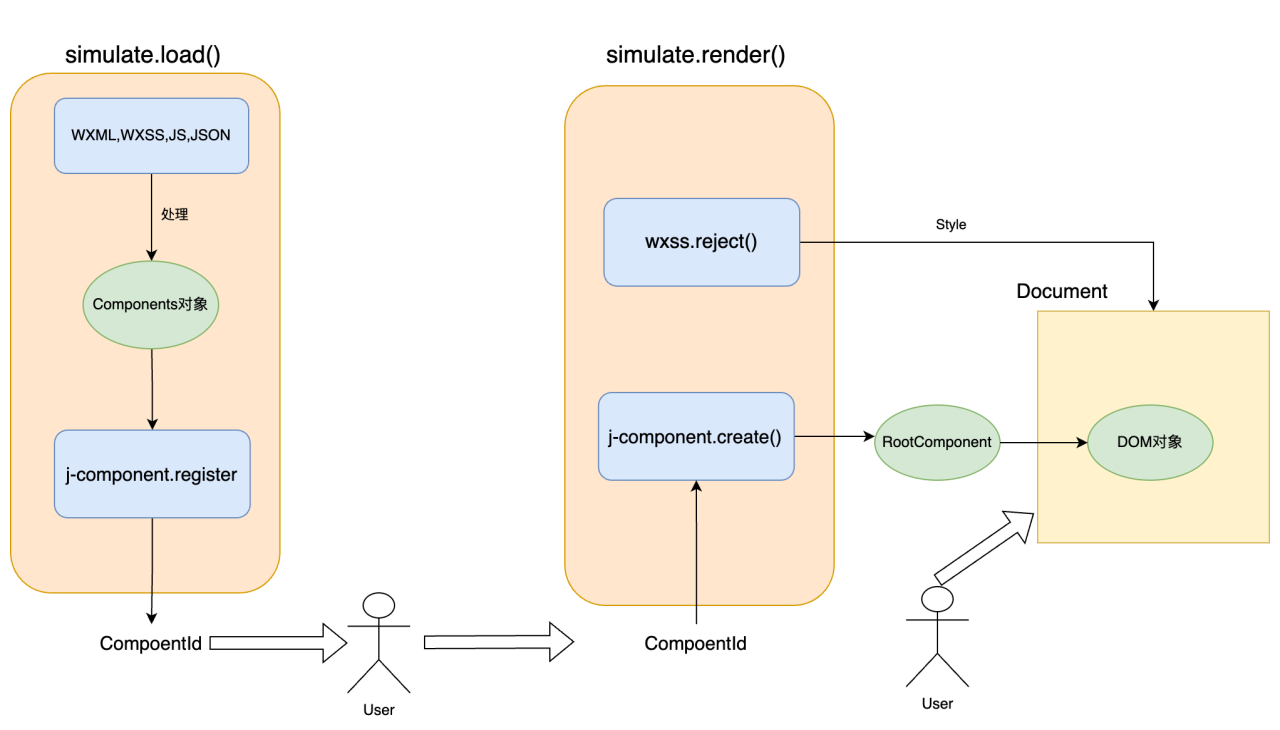 simulate.load()
WXML,WXSS,JS,JSON
处理
Components对象
j-component.register
CompoentId
User
simulate.render()
wxss.reject()
Style
Document
j-component.create()
RootComponent
DOM对象
CompoentId
User